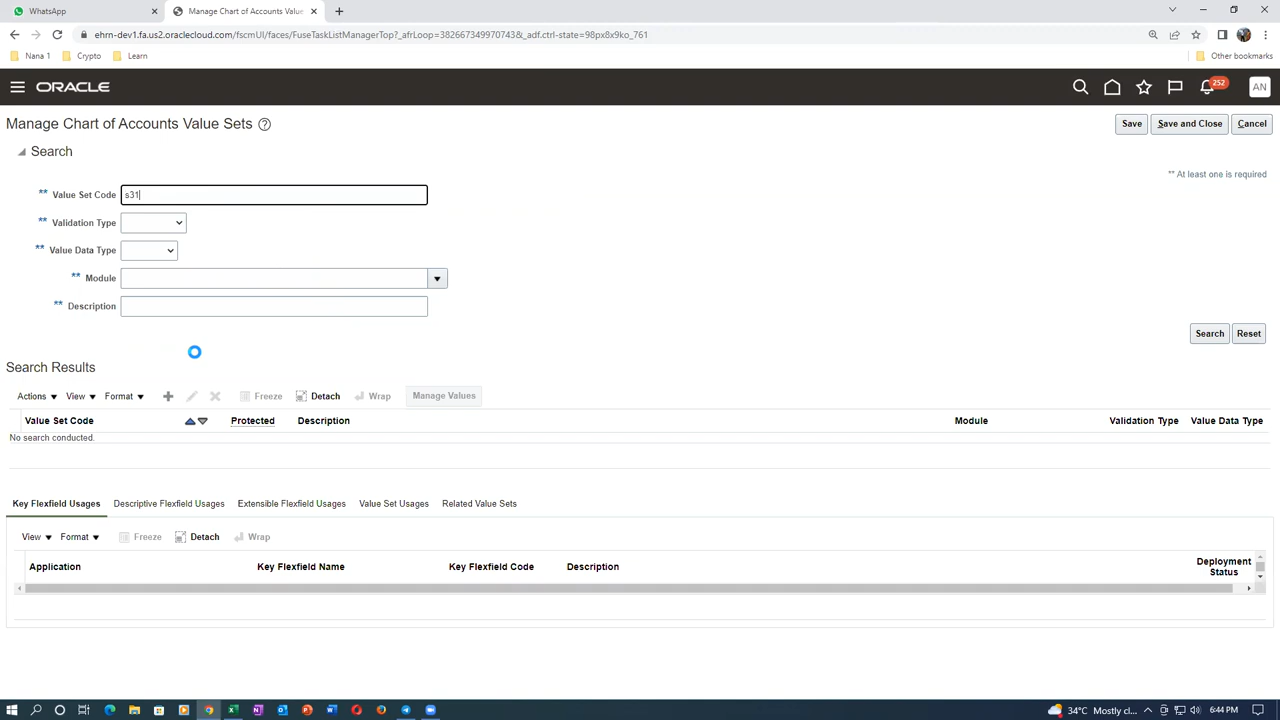 WhatsApp
Manage Chart of Accounts Value
ehrm-dev1.fa.us2.oraclecloud.com/fscmUI/faces/FuseTaskListManagerTop?_afrLoop=382667349970743&_adf.ctrl-state=98px8x9ko_761
Nana 1 Crypto Learn Other bookmarks
ORACLE 252 AN
Manage Chart of Accounts Value Sets ? Save Save and Close Cancel
Search
** At least one is required
** Value Set Code s31
** Validation Type
** Value Data Type
** Module
** Description
Search Reset
Search Results
Actions View Format Freeze Detach Wrap Manage Values
Value Set Code Protected Description Module Validation Type Value Data Type
No search conducted.
Key Flexfield Usages Descriptive Flexfield Usages Extensible Flexfield Usages Value Set Usages Related Value Sets
View Format Freeze Detach Wrap
Application Key Flexfield Name Key Flexfield Code Description Deployment
Status
34°C Mostly c... 6:44 PM